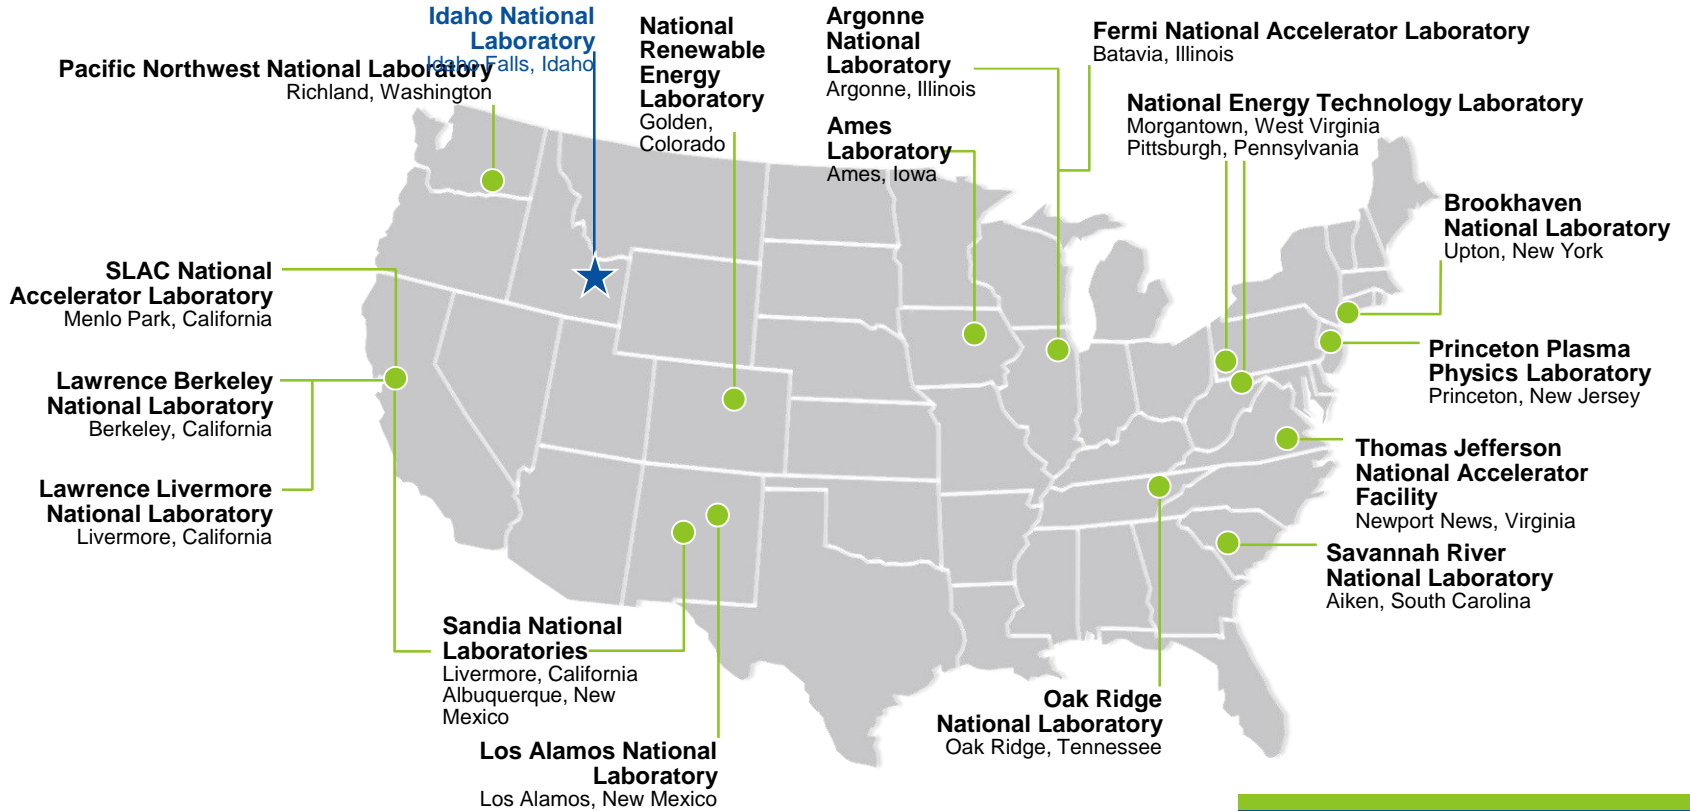 Idaho National
Laboratory
Idaho Falls, Idaho
Pacific Northwest National Laboratory
Richland, Washington
National
Renewable
Energy
Laboratory
Golden,
Colorado
Argonne
National
Laboratory
Argonne, Illinois
Ames
Laboratory
Ames, Iowa
Fermi National Accelerator Laboratory
Batavia, Illinois
National Energy Technology Laboratory
Morgantown, West Virginia
Pittsburgh, Pennsylvania
Brookhaven
National Laboratory
Upton, New York
SLAC National
Accelerator Laboratory
Menlo Park, California
Princeton Plasma
Physics Laboratory
Princeton, New Jersey
Lawrence Berkeley
National Laboratory
Berkeley, California
Thomas Jefferson
National Accelerator
Facility
Newport News, Virginia
Lawrence Livermore
National Laboratory
Livermore, California
Savannah River
National Laboratory
Aiken, South Carolina
Sandia National
Laboratories
Livermore, California
Albuquerque, New
Mexico
Oak Ridge
National Laboratory
Oak Ridge, Tennessee
Los Alamos National
Laboratory
Los Alamos, New Mexico